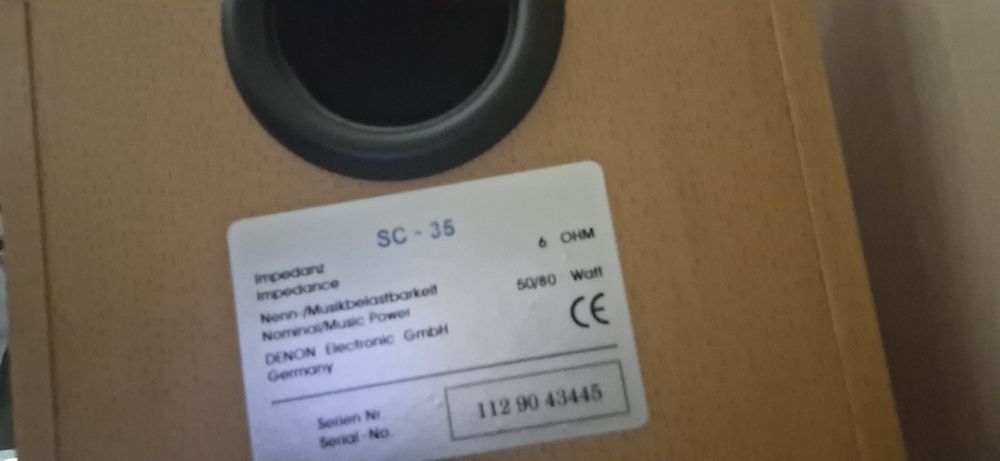 SC - 35
Impedanz
Impedance 6 OHM
Nenn-/Musikbelastbarkeit
Nominal/Music Power 50/80 Watt
DENON Electronic GmbH
Germany
CE
Serien Nr.
Serial-No.
112 90 43445